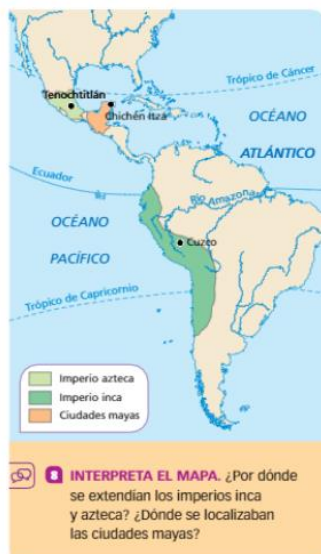 Tenochtitlán
Trópico de Cáncer
Chichén Itzá
OCÉANO
ATLÁNTICO
Ecuador
Río Amazonas
OCÉANO
PACÍFICO
Cuzco
Trópico de Capricornio
Imperio azteca
Imperio inca
Ciudades mayas
8 INTERPRETA EL MAPA. ¿Por dónde
se extendían los imperios inca
y azteca? ¿Dónde se localizaban
las ciudades mayas?